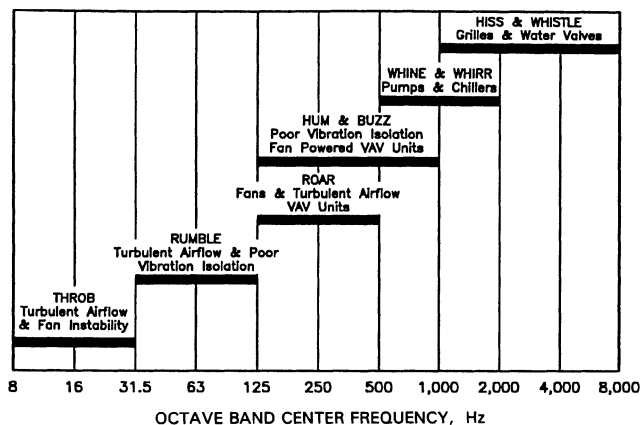 HISS & WHISTLE
Grilles & Water Valves
WHINE & WHIRR
Pumps & Chillers
HUM & BUZZ
Poor Vibration Isolation
Fan Powered VAV Units
ROAR
Fans & Turbulent Airflow
VAV Units
RUMBLE
Turbulent Airflow & Poor
Vibration Isolation
THROB
Turbulent Airflow
& Fan Instability
8 16 31.5 63 125 250 500 1,000 2,000 4,000 8,000
OCTAVE BAND CENTER FREQUENCY, Hz